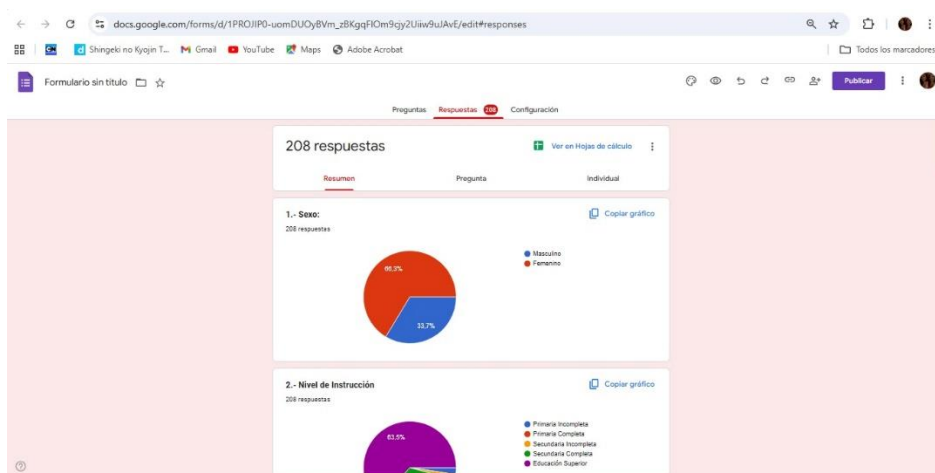 docs.google.com/forms/d/1PROJIP0-uomDUOyBVm_zBKgqFlOm9cjy2Uiiw9uJAvE/edit#responses
Shingeki no Kyojin T... Gmail YouTube Maps Adobe Acrobat Todos los marcadores
Formulario sin título Publicar
Preguntas Respuestas 208 Configuración
208 respuestas Ver en Hojas de cálculo
Resumen Pregunta Individual
1.- Sexo: Copiar gráfico
208 respuestas
Masculino
Femenino
66,3%
33,7%
2.- Nivel de Instrucción Copiar gráfico
208 respuestas
Primaria Incompleta
Primaria Completa
63,5%
Secundaria Incompleta
Secundaria Completa
Educación Superior